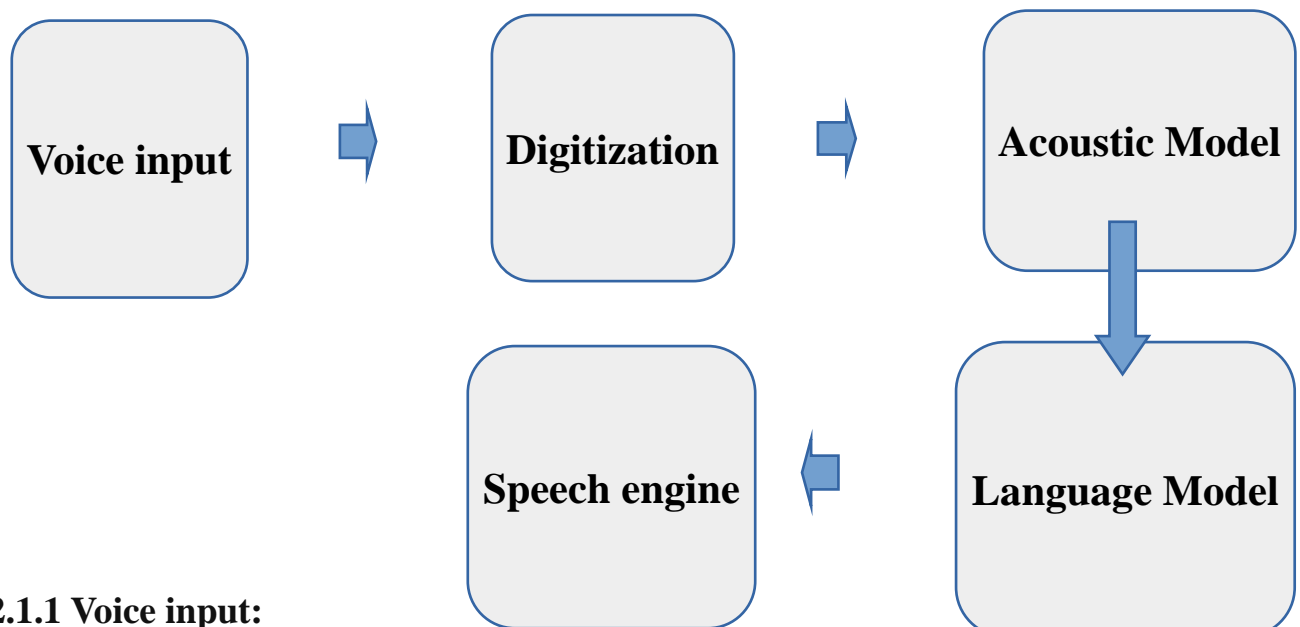 Voice input
Digitization
Acoustic Model
Speech engine
Language Model
2.1.1 Voice input: